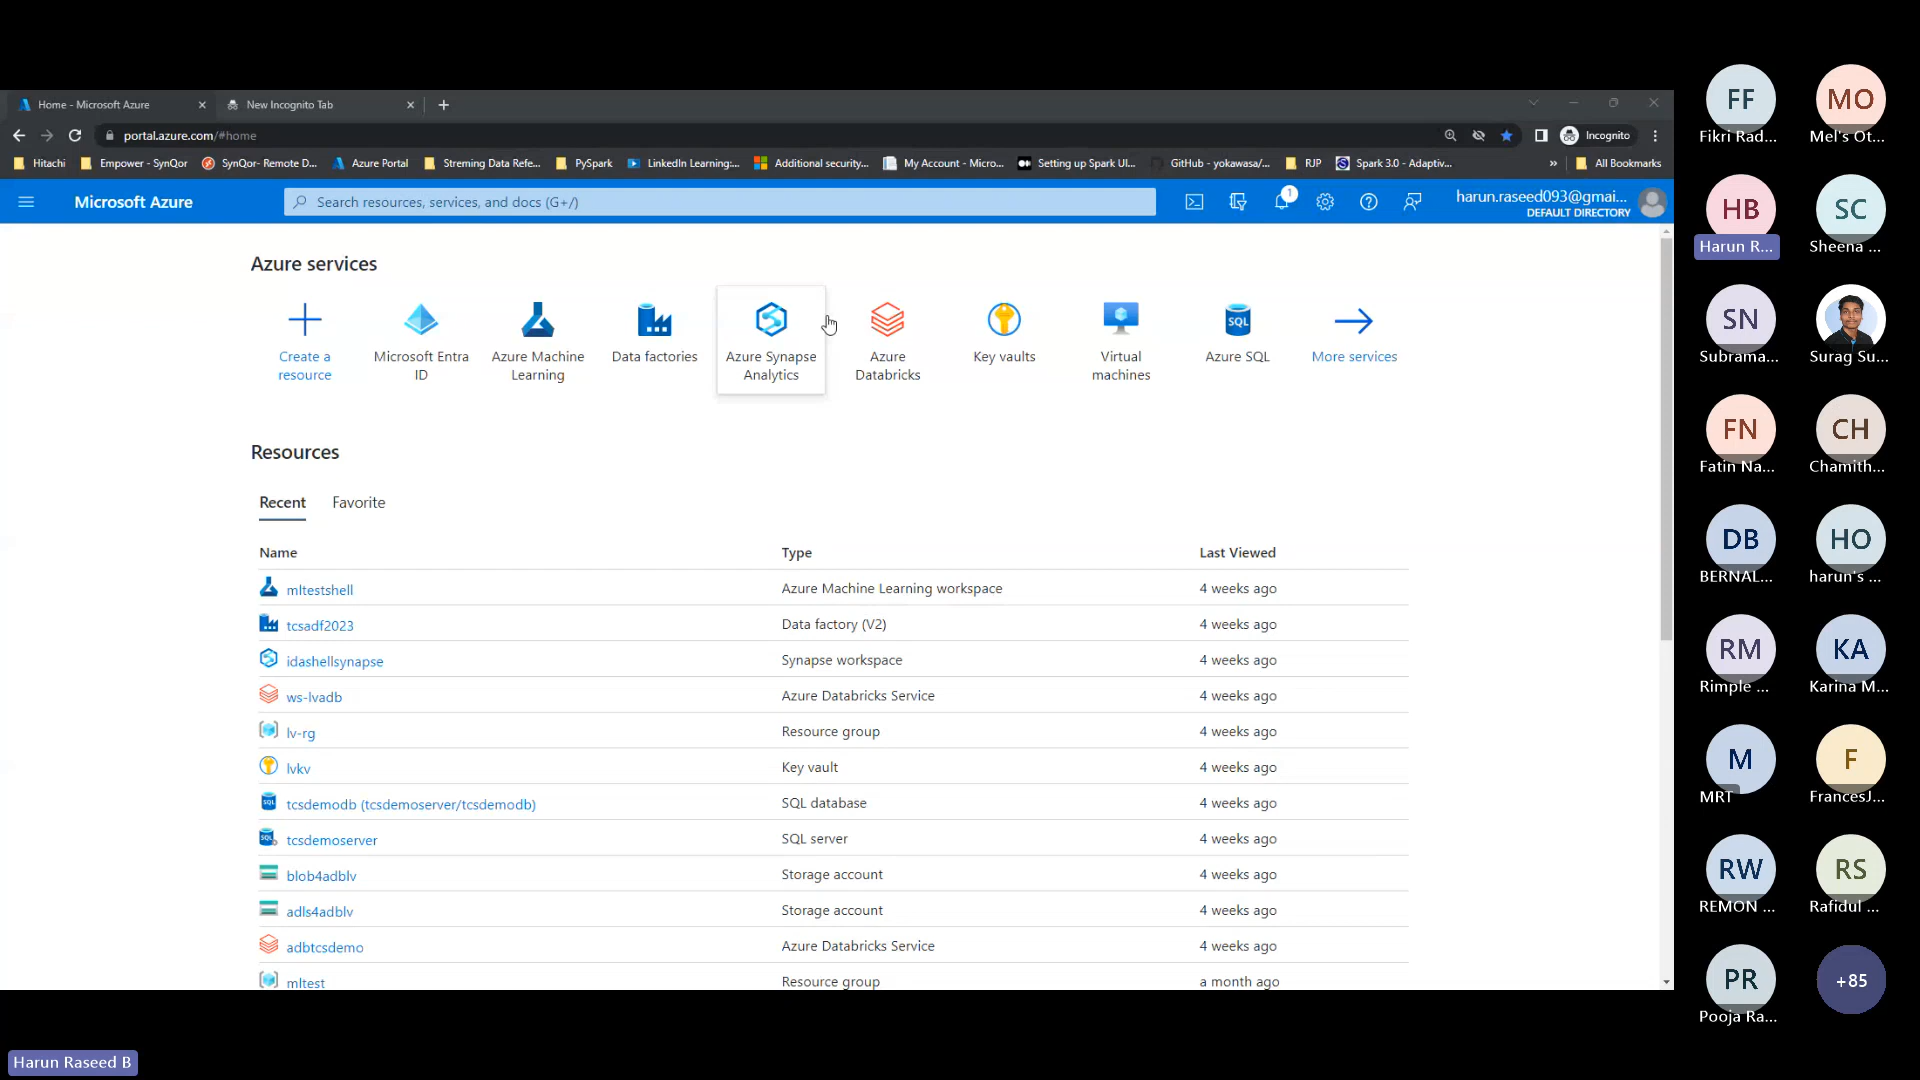 Home - Microsoft Azure
New Incognito Tab
portal.azure.com/#home
Incognito
Hitachi
Empower - SynQor
SynQor- Remote D...
Azure Portal
Streming Data Refe...
PySpark
LinkedIn Learning:...
Additional security...
My Account - Micro...
Setting up Spark UI...
GitHub - yokawasa/...
RJP
Spark 3.0 - Adaptiv...
»
All Bookmarks
Microsoft Azure
Search resources, services, and docs (G+/)
1
harun.raseed093@gmai...
DEFAULT DIRECTORY
Azure services
Create a
resource
Microsoft Entra
ID
Azure Machine
Learning
Data factories
Azure Synapse
Analytics
Azure
Databricks
Key vaults
Virtual
machines
SQL
Azure SQL
More services
Resources
Recent
Favorite
Name
Type
Last Viewed
mltestshell
Azure Machine Learning workspace
4 weeks ago
tcsadf2023
Data factory (V2)
4 weeks ago
idashellsynapse
Synapse workspace
4 weeks ago
ws-lvadb
Azure Databricks Service
4 weeks ago
lv-rg
Resource group
4 weeks ago
lvkv
Key vault
4 weeks ago
SQL
tcsdemodb (tcsdemoserver/tcsdemodb)
SQL database
4 weeks ago
SQL
tcsdemoserver
SQL server
4 weeks ago
blob4adblv
Storage account
4 weeks ago
adls4adblv
Storage account
4 weeks ago
adbtcsdemo
Azure Databricks Service
4 weeks ago
mltest
Resource group
a month ago
FF
Fikri Rad...
MO
Mel's Ot...
HB
Harun R...
SC
Sheena ...
SN
Subrama...
Surag Su...
FN
Fatin Na...
CH
Chamith...
DB
BERNAL...
HO
harun's ...
RM
Rimple ...
KA
Karina M...
M
MRT
F
FrancesJ...
RW
REMON ...
RS
Rafidul ...
PR
Pooja Ra...
+85
Harun Raseed B